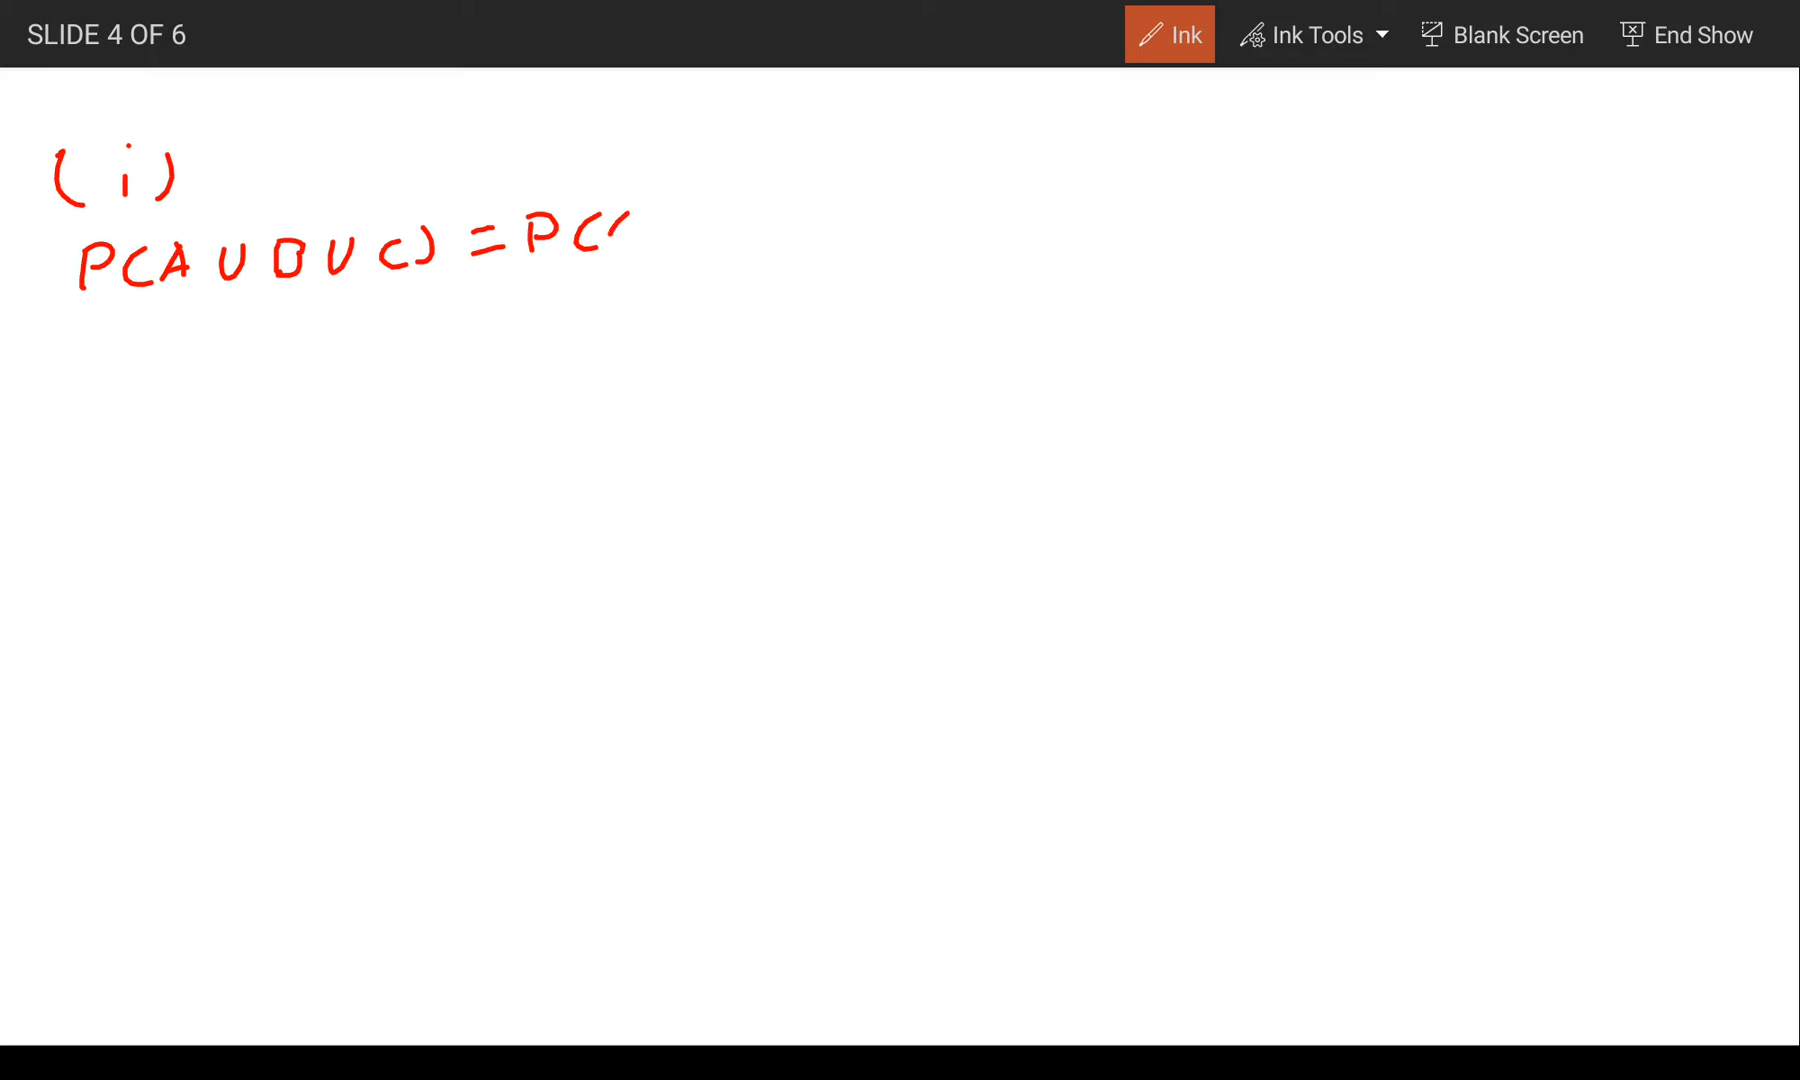 SLIDE 4 OF 6
Ink
Ink Tools
Blank Screen
End Show
(i)
P(A ∪ B ∪ C) = P(